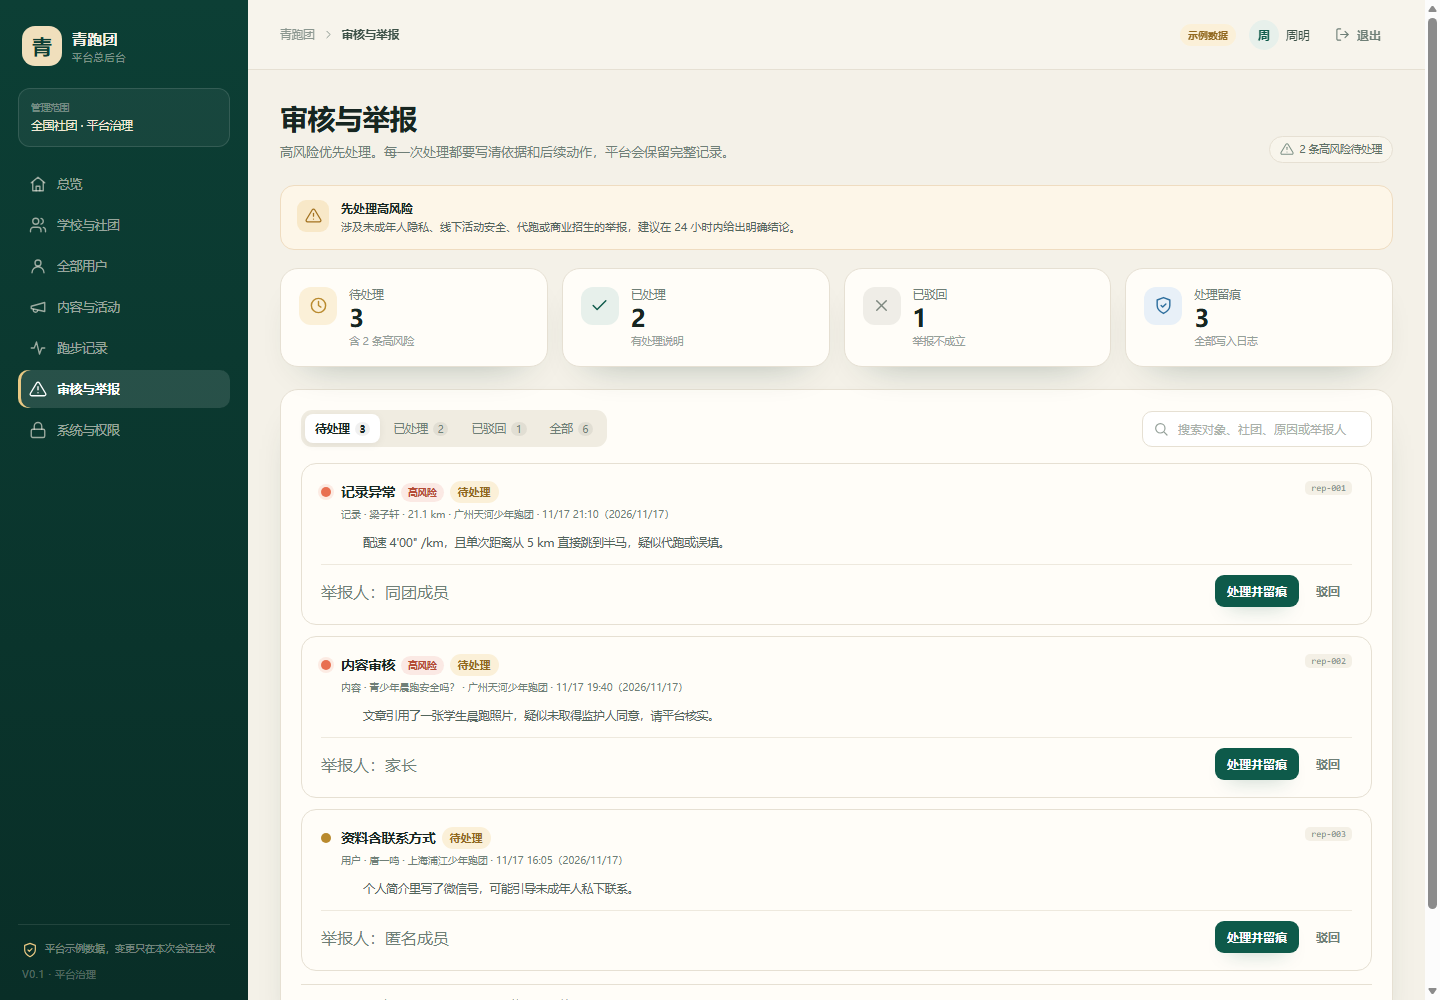 青
青跑团
平台总后台
管理范围
全国社团 · 平台治理
总览
学校与社团
全部用户
内容与活动
跑步记录
审核与举报
系统与权限
平台示例数据，变更只在本次会话生效
V0.1 · 平台治理
青跑团 > 审核与举报
示例数据
周 周明
退出
审核与举报
高风险优先处理。每一次处理都要写清依据和后续动作，平台会保留完整记录。
2 条高风险待处理
先处理高风险
涉及未成年人隐私、线下活动安全、代跑或商业招生的举报，建议在 24 小时内给出明确结论。
待处理
3
含 2 条高风险
已处理
2
有处理说明
已驳回
1
举报不成立
处理留痕
3
全部写入日志
待处理 3 已处理 2 已驳回 1 全部 6
搜索对象、社团、原因或举报人
记录异常 高风险 待处理 rep-001
记录 · 梁子轩 · 21.1 km · 广州天河少年跑团 · 11/17 21:10（2026/11/17）
配速 4'00" /km，且单次距离从 5 km 直接跳到半马，疑似代跑或误填。
举报人：同团成员 处理并留痕 驳回
内容审核 高风险 待处理 rep-002
内容 · 青少年晨跑安全吗？ · 广州天河少年跑团 · 11/17 19:40（2026/11/17）
文章引用了一张学生晨跑照片，疑似未取得监护人同意，请平台核实。
举报人：家长 处理并留痕 驳回
资料含联系方式 待处理 rep-003
用户 · 唐一鸣 · 上海浦江少年跑团 · 11/17 16:05（2026/11/17）
个人简介里写了微信号，可能引导未成年人私下联系。
举报人：匿名成员 处理并留痕 驳回